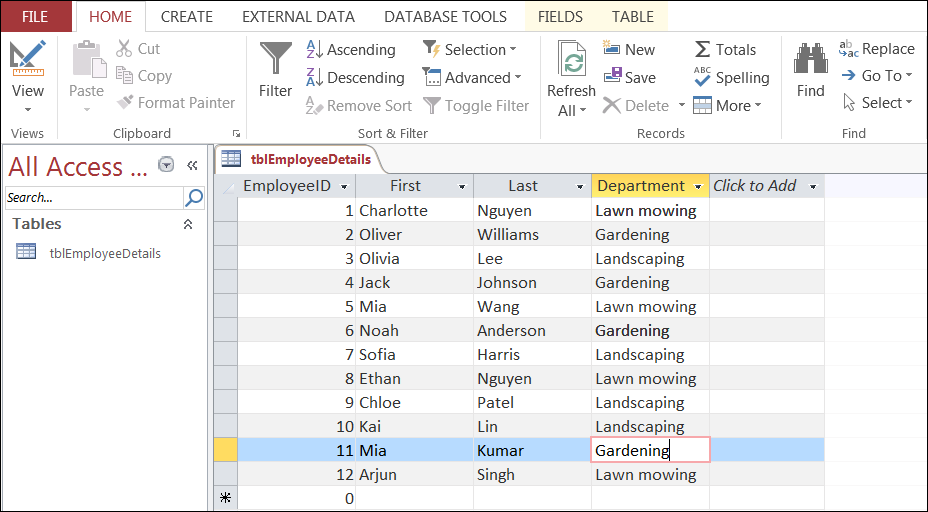 FILE HOME CREATE EXTERNAL DATA DATABASE TOOLS FIELDS TABLE
View
Views
Paste
Cut
Copy
Format Painter
Clipboard
Filter
Ascending
Descending
Remove Sort
Selection
Advanced
Toggle Filter
Sort & Filter
Refresh
All
New
Save
Delete
Totals
Spelling
More
Records
Find
Replace
Go To
Select
Find
All Access ...
Search...
Tables
tblEmployeeDetails
tblEmployeeDetails
EmployeeID First Last Department Click to Add
1 Charlotte Nguyen Lawn mowing
2 Oliver Williams Gardening
3 Olivia Lee Landscaping
4 Jack Johnson Gardening
5 Mia Wang Lawn mowing
6 Noah Anderson Gardening
7 Sofia Harris Landscaping
8 Ethan Nguyen Lawn mowing
9 Chloe Patel Landscaping
10 Kai Lin Landscaping
11 Mia Kumar Gardening
12 Arjun Singh Lawn mowing
0